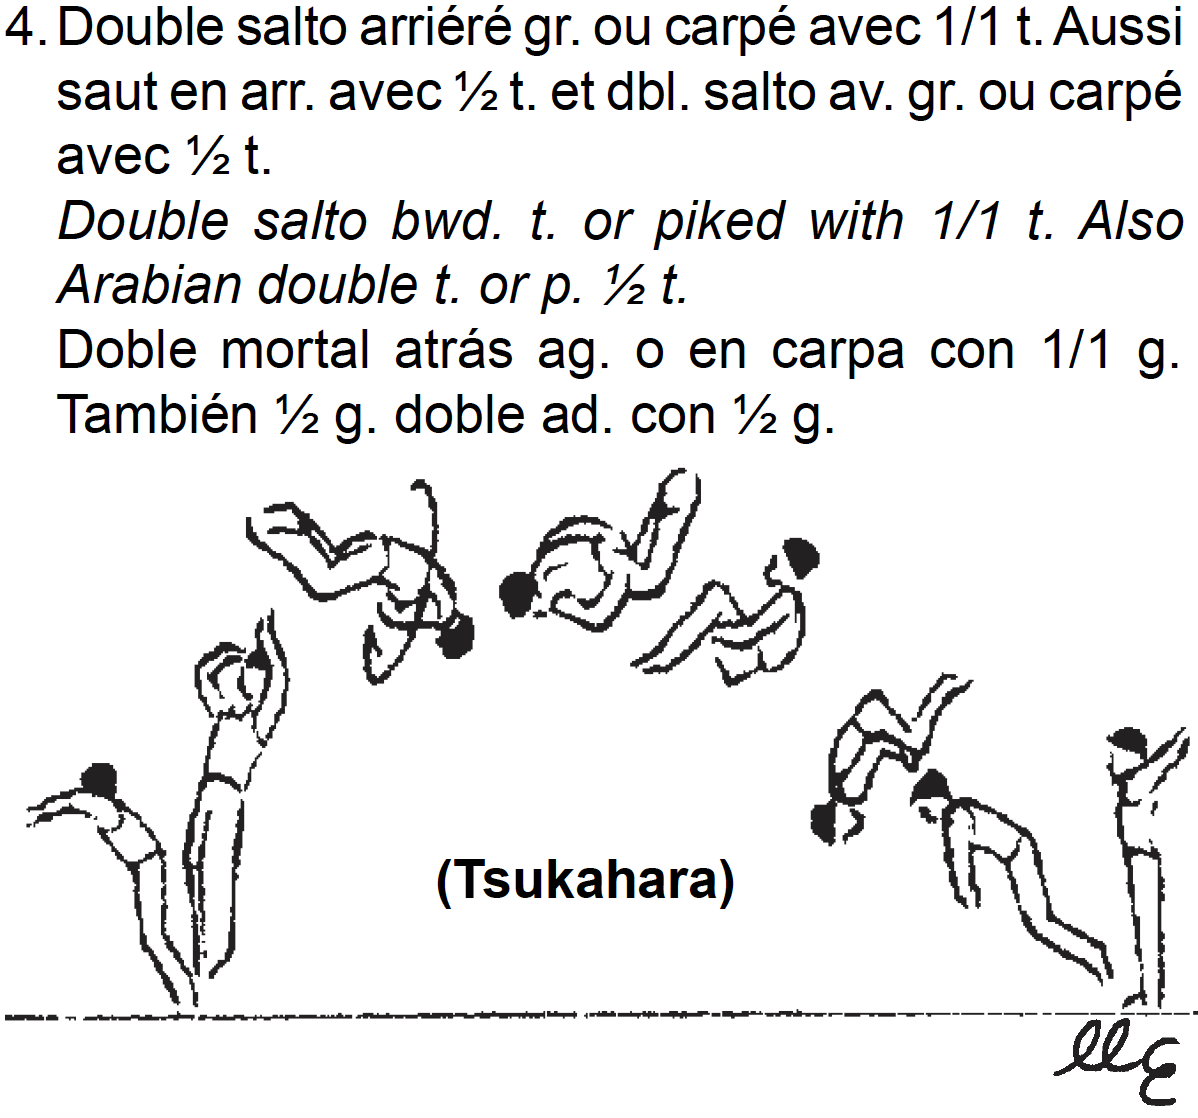 4. Double salto arriéré gr. ou carpé avec 1/1 t. Aussi
saut en arr. avec ½ t. et dbl. salto av. gr. ou carpé
avec ½ t.
Double salto bwd. t. or piked with 1/1 t. Also
Arabian double t. or p. ½ t.
Doble mortal atrás ag. o en carpa con 1/1 g.
También ½ g. doble ad. con ½ g.
(Tsukahara)